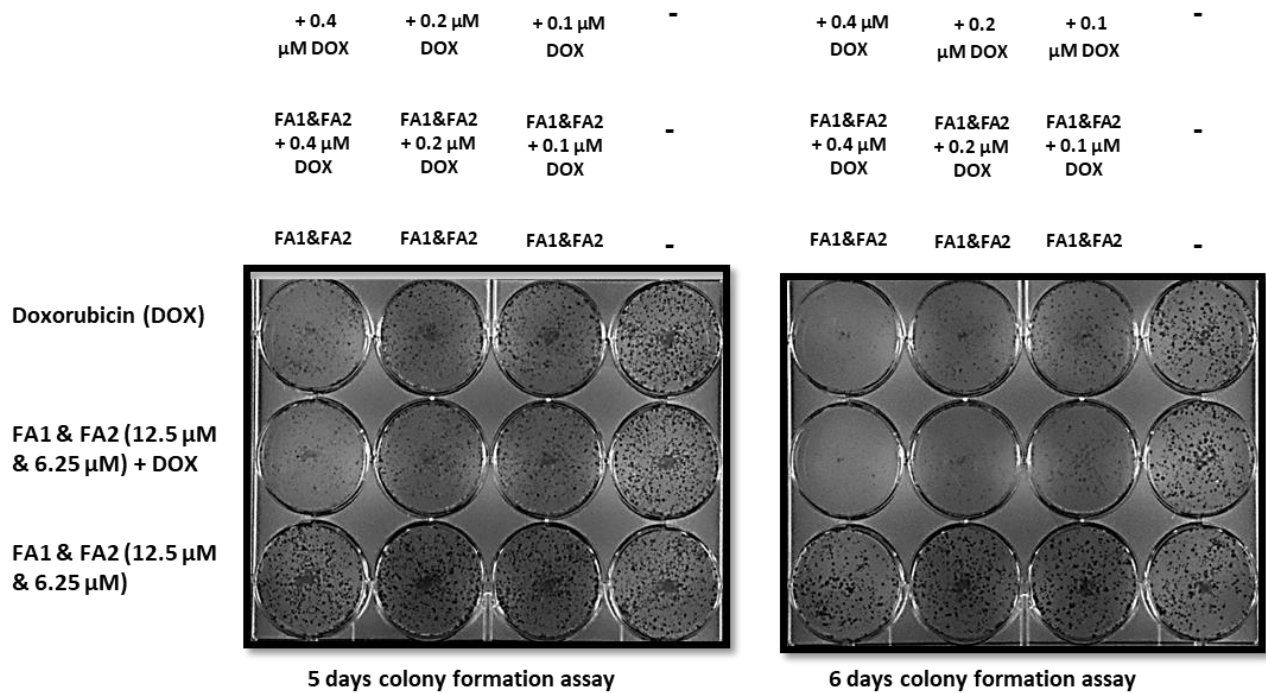 + 0.4 + 0.2 µM + 0.1 µM - + 0.4 µM + 0.2 + 0.1 -
µM DOX DOX DOX DOX µM DOX µM DOX
FA1&FA2 FA1&FA2 FA1&FA2 - FA1&FA2 FA1&FA2 FA1&FA2 -
+ 0.4 µM + 0.2 µM + 0.1 µM + 0.4 µM + 0.2 µM + 0.1 µM
DOX DOX DOX DOX DOX DOX
FA1&FA2 FA1&FA2 FA1&FA2 - FA1&FA2 FA1&FA2 FA1&FA2 -
Doxorubicin (DOX)
FA1 & FA2 (12.5 µM
& 6.25 µM) + DOX
FA1 & FA2 (12.5 µM
& 6.25 µM)
5 days colony formation assay 6 days colony formation assay